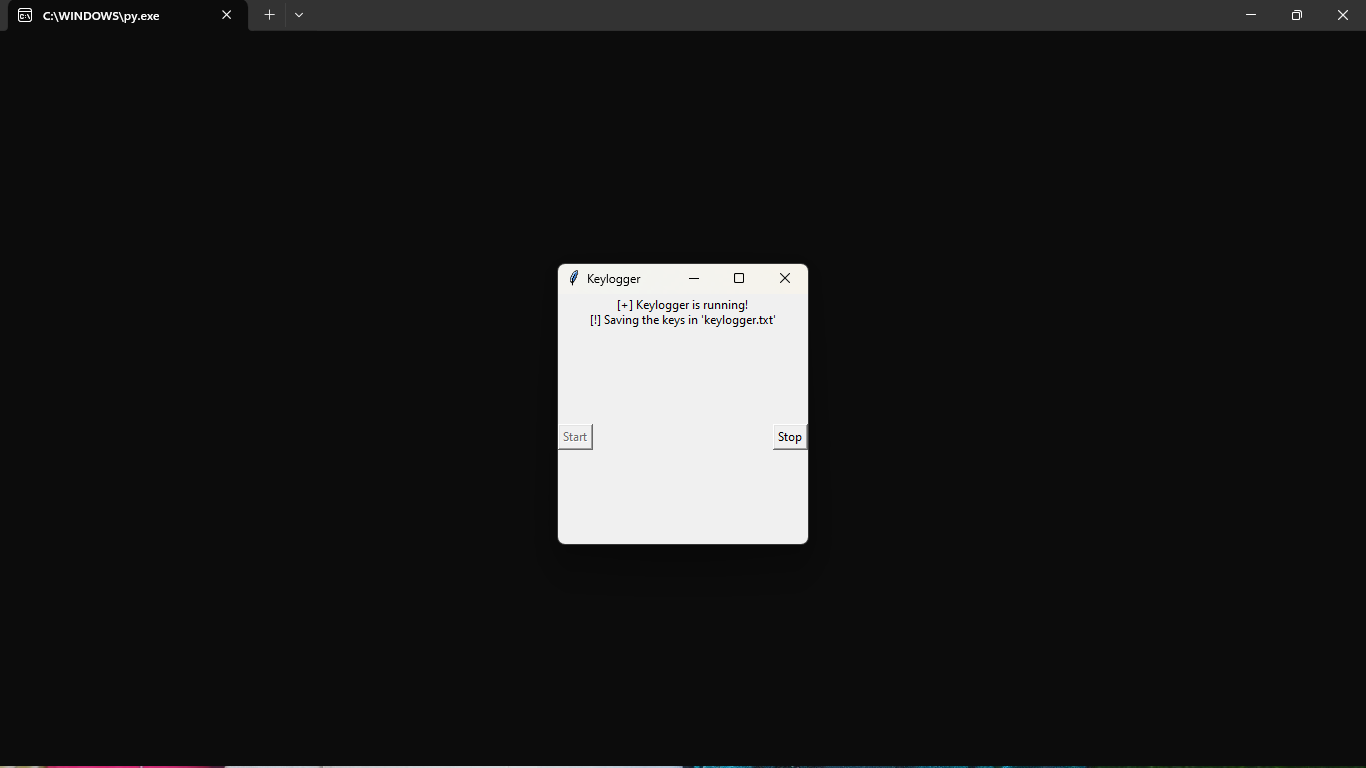 C:\WINDOWS\py.exe
Keylogger
[+] Keylogger is running!
[!] Saving the keys in 'keylogger.txt'
Start
Stop